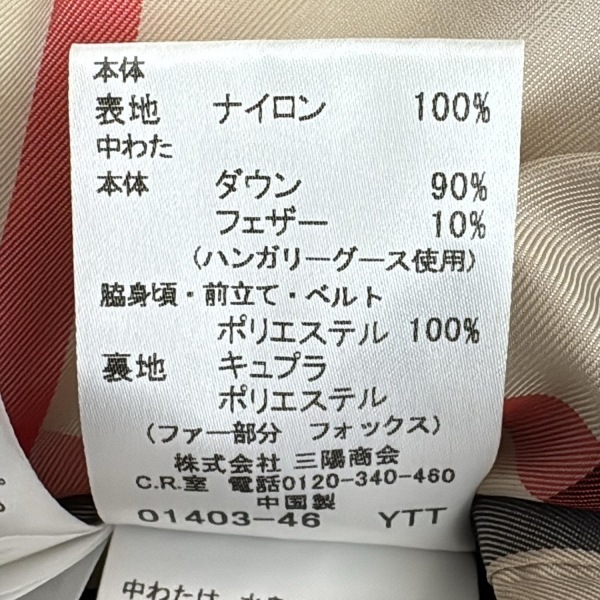 本体
表地 ナイロン 100%
中わた
本体 ダウン 90%
フェザー 10%
(ハンガリーグース使用)
脇身頃・前立て・ベルト
ポリエステル 100%
裏地 キュプラ
ポリエステル
(ファー部分 フォックス)
株式会社 三陽商会
C.R.室 電話0120-340-460
中国製
01403-46 YTT
中わたは